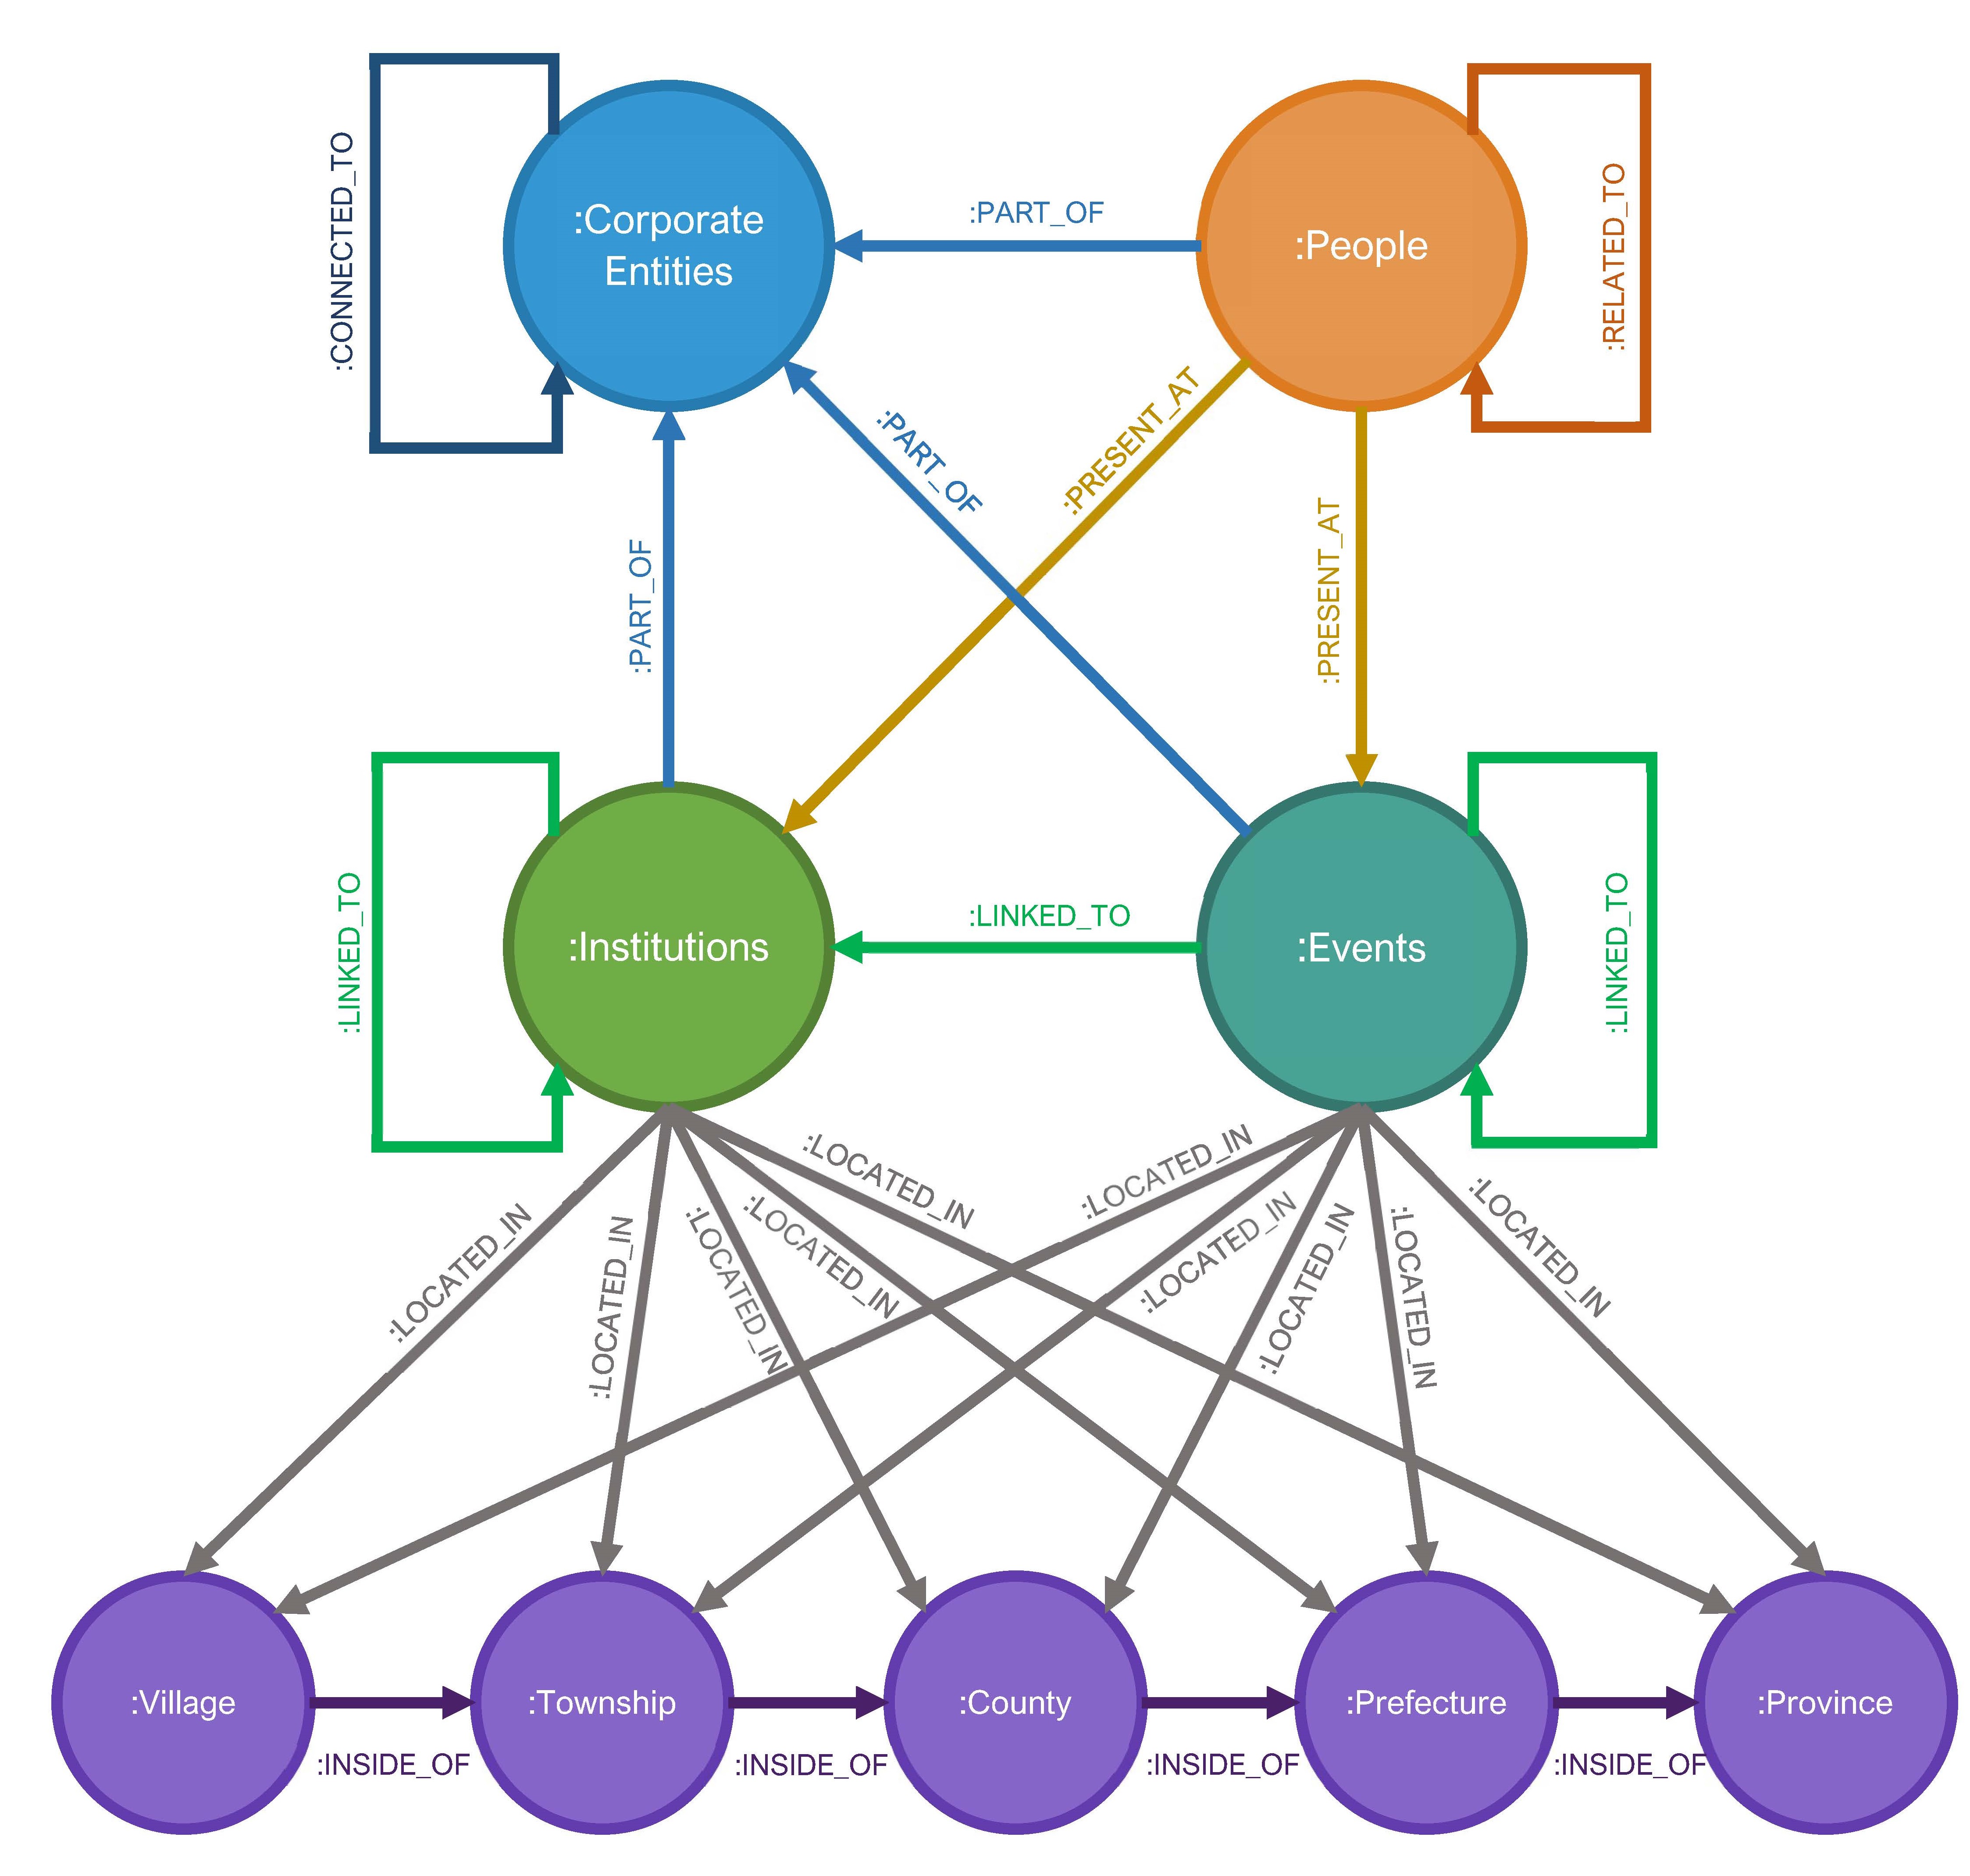 :CONNECTED_TO
:Corporate
Entities
:PART_OF
:People
:RELATED_TO
:PART_OF
:PART_OF
:PRESENT_AT
:PRESENT_AT
:LINKED_TO
:Institutions
:LINKED_TO
:Events
:LINKED_TO
:LOCATED_IN
:LOCATED_IN
:LOCATED_IN
:LOCATED_IN
:LOCATED_IN
:LOCATED_IN
:LOCATED_IN
:LOCATED_IN
:LOCATED_IN
:LOCATED_IN
:Village
:Township
:County
:Prefecture
:Province
:INSIDE_OF
:INSIDE_OF
:INSIDE_OF
:INSIDE_OF